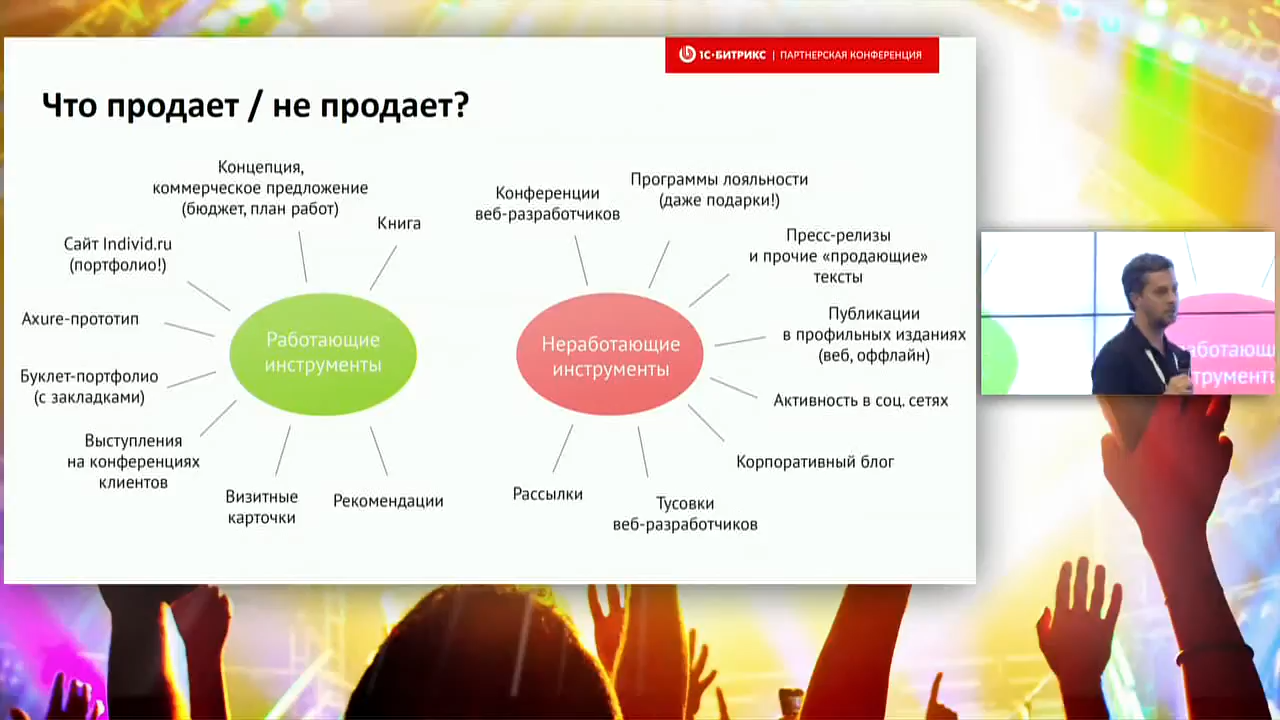 1С-БИТРИКС | ПАРТНЕРСКАЯ КОНФЕРЕНЦИЯ
Что продает / не продает?
Концепция,
коммерческое предложение
(бюджет, план работ)
Книга
Сайт Individ.ru
(портфолио!)
Axure-прототип
Буклет-портфолио
(с закладками)
Выступления
на конференциях
клиентов
Визитные
карточки
Рекомендации
Работающие
инструменты
Конференции
веб-разработчиков
Программы лояльности
(даже подарки!)
Пресс-релизы
и прочие «продающие»
тексты
Публикации
в профильных изданиях
(веб, оффлайн)
Активность в соц. сетях
Корпоративный блог
Тусовки
веб-разработчиков
Рассылки
Неработающие
инструменты
аботающ
трумент